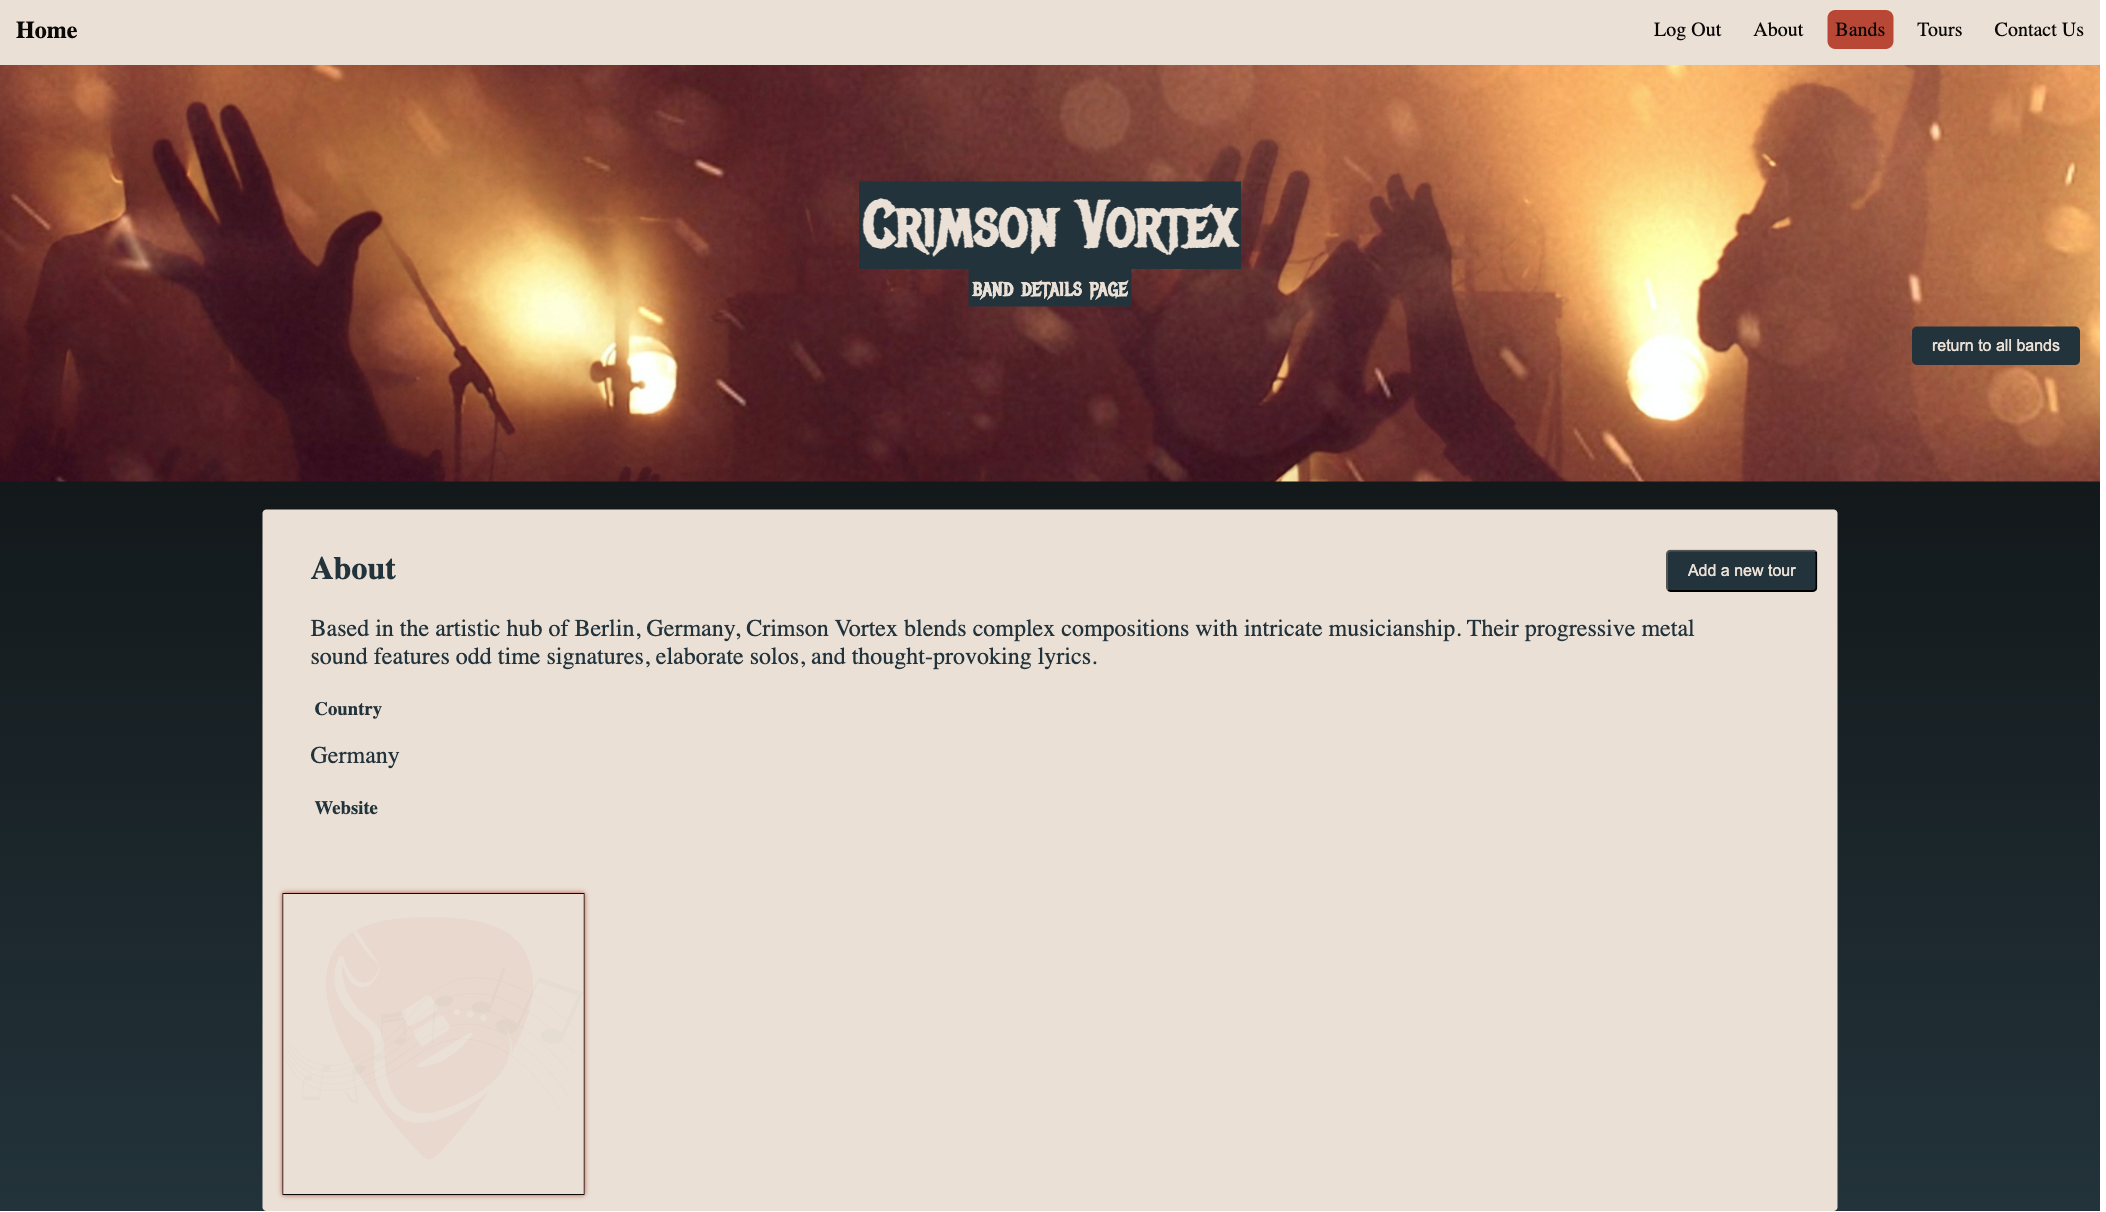 Home
Log Out
About
Bands
Tours
Contact Us
Crimson Vortex
Band Details Page
return to all bands
About
Add a new tour
Based in the artistic hub of Berlin, Germany, Crimson Vortex blends complex compositions with intricate musicianship. Their progressive metal
sound features odd time signatures, elaborate solos, and thought-provoking lyrics.
Country
Germany
Website